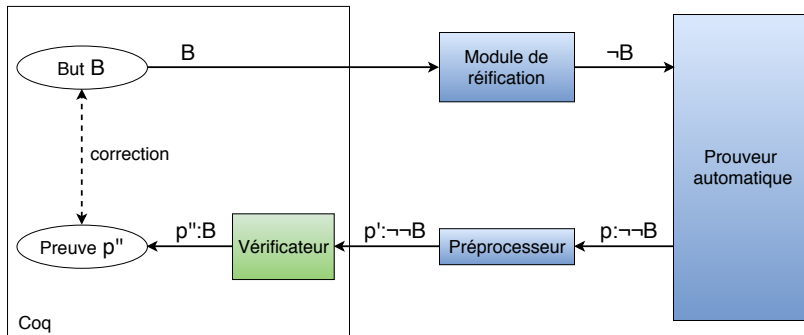 But B
B
Module de
réification
¬B
Prouveur
automatique
correction
Preuve p"
p":B
Vérificateur
p':¬¬B
Préprocesseur
p:¬¬B
Coq